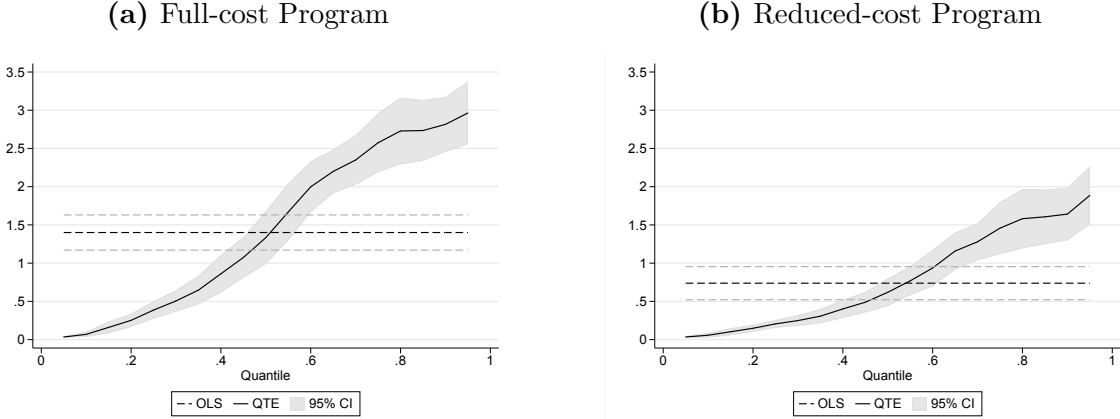 (a) Full-cost Program
3.5
3
2.5
2
1.5
1
.5
0
0 .2 .4 .6 .8 1
Quantile
OLS QTE 95% CI
(b) Reduced-cost Program
3.5
3
2.5
2
1.5
1
.5
0
0 .2 .4 .6 .8 1
Quantile
OLS QTE 95% CI